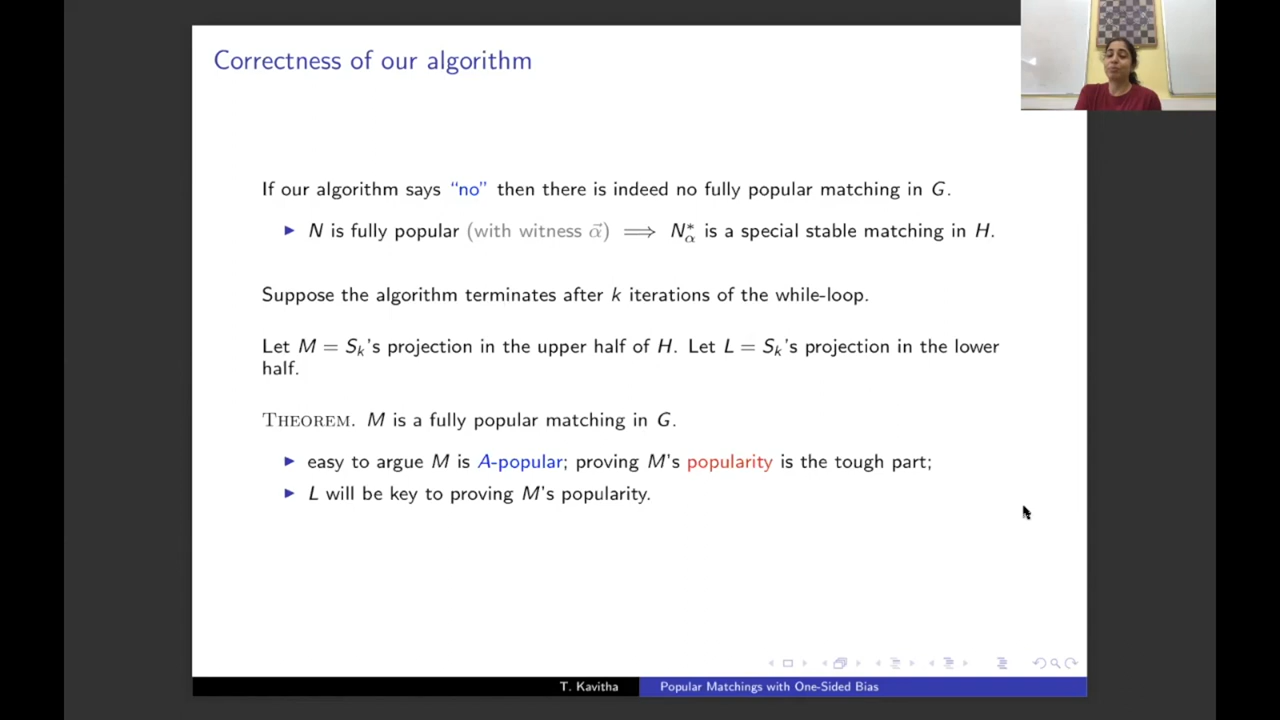 Correctness of our algorithm
If our algorithm says “no” then there is indeed no fully popular matching in G.
▶ N is fully popular (with witness α⃗) ⟹ N*_α is a special stable matching in H.
Suppose the algorithm terminates after k iterations of the while-loop.
Let M = S_k’s projection in the upper half of H. Let L = S_k’s projection in the lower
half.
THEOREM. M is a fully popular matching in G.
▶ easy to argue M is A-popular; proving M’s popularity is the tough part;
▶ L will be key to proving M’s popularity.
T. Kavitha Popular Matchings with One-Sided Bias